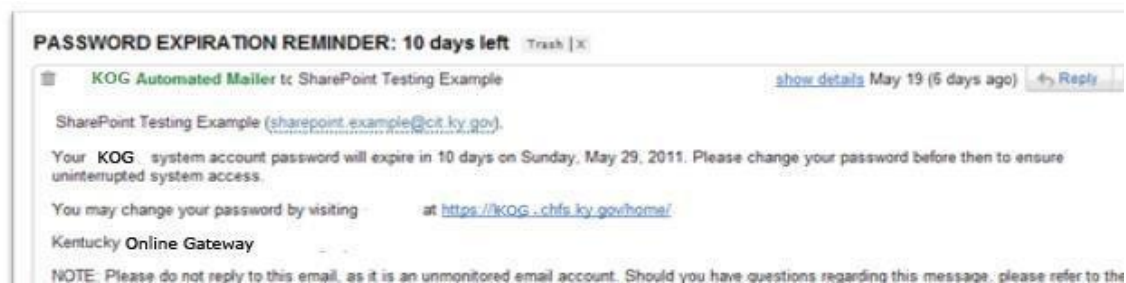 PASSWORD EXPIRATION REMINDER: 10 days left Trash | X
KOG Automated Mailer to SharePoint Testing Example show details May 19 (6 days ago) Reply
SharePoint Testing Example (sharepoint.example@cit.ky.gov),
Your KOG system account password will expire in 10 days on Sunday, May 29, 2011. Please change your password before then to ensure
uninterrupted system access.
You may change your password by visiting at https://KOG.chfs.ky.gov/home/
Kentucky Online Gateway
NOTE: Please do not reply to this email, as it is an unmonitored email account. Should you have questions regarding this message, please refer to the